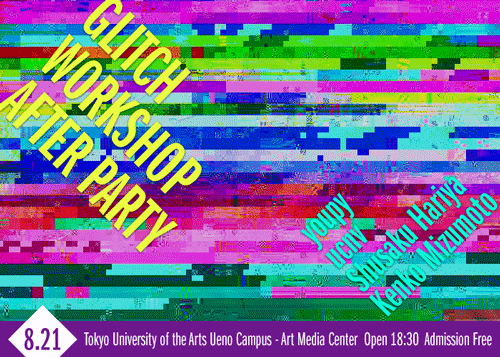 GLITCH
WORKSHOP
AFTER PARTY
youpy
UCNV
Shusaku Hariya
Kenko Mizumoto
8.21 Tokyo University of the Arts Ueno Campus - Art Media Center Open 18:30 Admission Free